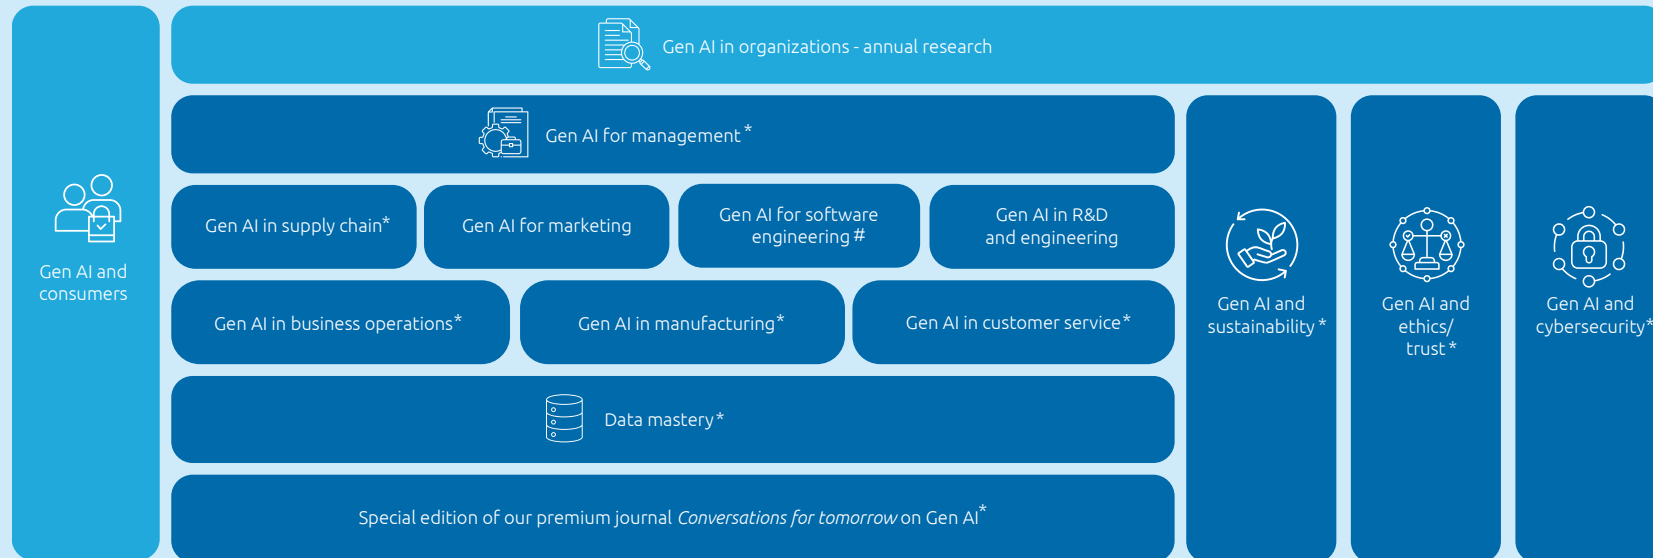 Gen AI in organizations - annual research
Gen AI and
consumers
Gen AI for management*
Gen AI in supply chain*
Gen AI for marketing
Gen AI for software
engineering #
Gen AI in R&D
and engineering
Gen AI in business operations*
Gen AI in manufacturing*
Gen AI in customer service*
Data mastery*
Special edition of our premium journal Conversations for tomorrow on Gen AI*
Gen AI and
sustainability*
Gen AI and
ethics/
trust*
Gen AI and
cybersecurity*